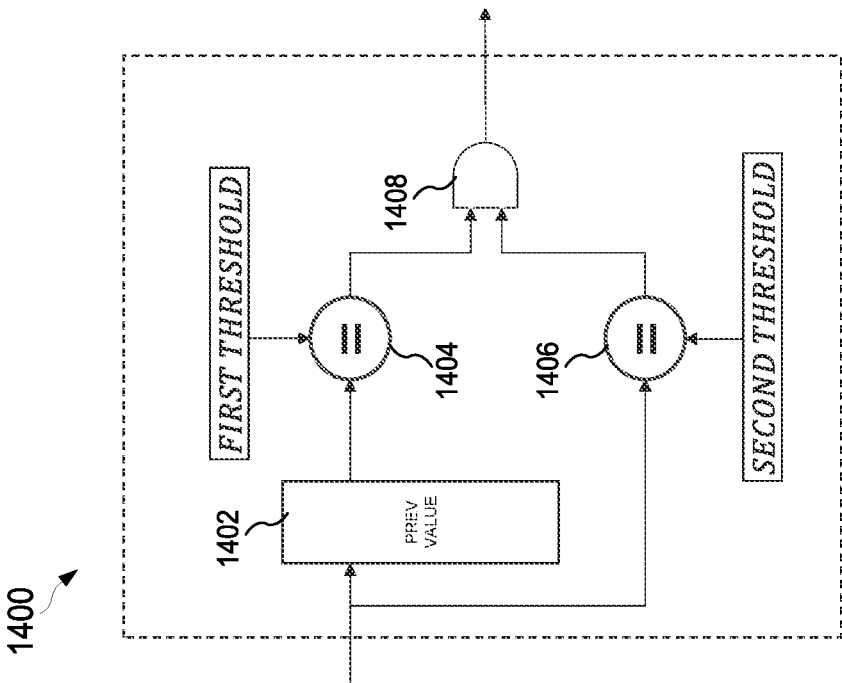 1400
FIRST THRESHOLD
1402
PREV
VALUE
1404
1408
1406
SECOND THRESHOLD